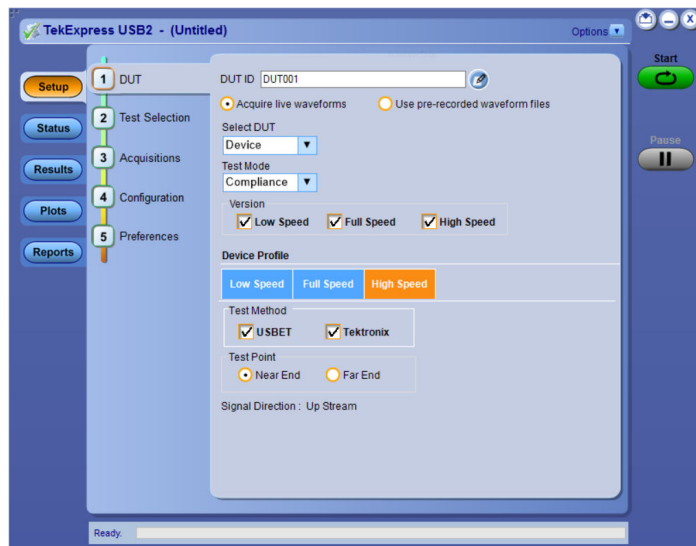 TekExpress USB2 - (Untitled)
Options
Start
Pause
Setup
Status
Results
Plots
Reports
1 DUT
2 Test Selection
3 Acquisitions
4 Configuration
5 Preferences
DUT ID DUT001
Acquire live waveforms Use pre-recorded waveform files
Select DUT
Device
Test Mode
Compliance
Version
Low Speed Full Speed High Speed
Device Profile
Low Speed Full Speed High Speed
Test Method
USBET Tektronix
Test Point
Near End Far End
Signal Direction : Up Stream
Ready.